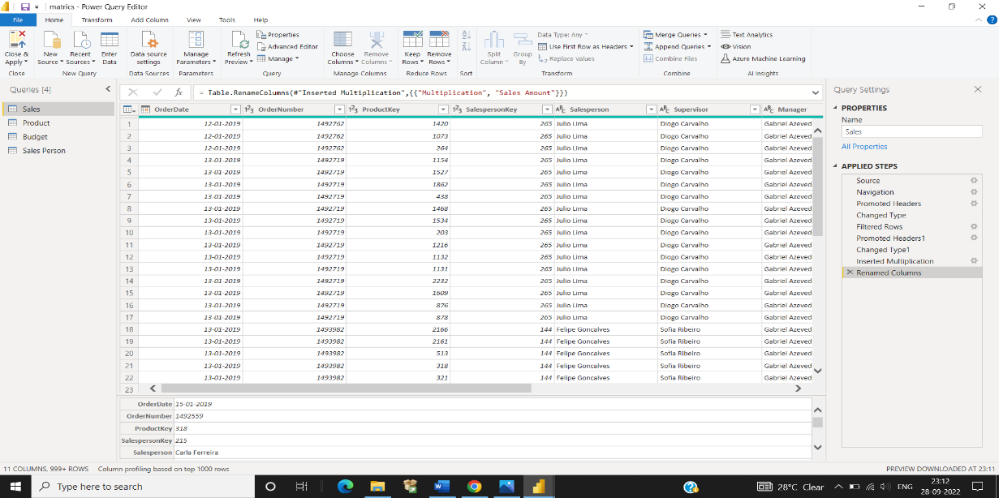 matrics - Power Query Editor
File Home Transform Add Column View Tools Help
Close & Apply
New Source
Recent Sources
Enter Data
Data source settings
Manage Parameters
Refresh Preview
Properties
Advanced Editor
Manage
Choose Columns
Remove Columns
Keep Rows
Remove Rows
Split Column
Group By
Data Type: Any
Use First Row as Headers
Replace Values
Merge Queries
Append Queries
Combine Files
Text Analytics
Vision
Azure Machine Learning
Close New Query Data Sources Parameters Query Manage Columns Reduce Rows Sort Transform Combine AI Insights
Queries [4]
Sales
Product
Budget
Sales Person
= Table.RenameColumns(#"Inserted Multiplication",{{"Multiplication", "Sales Amount"}})
OrderDate OrderNumber ProductKey SalespersonKey Salesperson Supervisor Manager
1 12-01-2019 1492762 1420 265 Julio Lima Diogo Carvalho Gabriel Azeved
2 12-01-2019 1492762 1073 265 Julio Lima Diogo Carvalho Gabriel Azeved
3 12-01-2019 1492762 264 265 Julio Lima Diogo Carvalho Gabriel Azeved
4 13-01-2019 1492719 1154 265 Julio Lima Diogo Carvalho Gabriel Azeved
5 13-01-2019 1492719 1527 265 Julio Lima Diogo Carvalho Gabriel Azeved
6 13-01-2019 1492719 1862 265 Julio Lima Diogo Carvalho Gabriel Azeved
7 13-01-2019 1492719 438 265 Julio Lima Diogo Carvalho Gabriel Azeved
8 13-01-2019 1492719 1468 265 Julio Lima Diogo Carvalho Gabriel Azeved
9 13-01-2019 1492719 1534 265 Julio Lima Diogo Carvalho Gabriel Azeved
10 13-01-2019 1492719 203 265 Julio Lima Diogo Carvalho Gabriel Azeved
11 13-01-2019 1492719 1216 265 Julio Lima Diogo Carvalho Gabriel Azeved
12 13-01-2019 1492719 1132 265 Julio Lima Diogo Carvalho Gabriel Azeved
13 13-01-2019 1492719 1131 265 Julio Lima Diogo Carvalho Gabriel Azeved
14 13-01-2019 1492719 2232 265 Julio Lima Diogo Carvalho Gabriel Azeved
15 13-01-2019 1492719 1609 265 Julio Lima Diogo Carvalho Gabriel Azeved
16 13-01-2019 1492719 876 265 Julio Lima Diogo Carvalho Gabriel Azeved
17 13-01-2019 1492719 878 265 Julio Lima Diogo Carvalho Gabriel Azeved
18 13-01-2019 1493982 2166 144 Felipe Goncalves Sofia Ribeiro Gabriel Azeved
19 13-01-2019 1493982 2161 144 Felipe Goncalves Sofia Ribeiro Gabriel Azeved
20 13-01-2019 1493982 513 144 Felipe Goncalves Sofia Ribeiro Gabriel Azeved
21 13-01-2019 1493982 318 144 Felipe Goncalves Sofia Ribeiro Gabriel Azeved
22 13-01-2019 1493982 321 144 Felipe Goncalves Sofia Ribeiro Gabriel Azeved
23
OrderDate 15-01-2019
OrderNumber 1492559
ProductKey 318
SalespersonKey 215
Salesperson Carla Ferreira
Query Settings
PROPERTIES
Name
Sales
All Properties
APPLIED STEPS
Source
Navigation
Promoted Headers
Changed Type
Filtered Rows
Promoted Headers1
Changed Type1
Inserted Multiplication
Renamed Columns
11 COLUMNS, 999+ ROWS Column profiling based on top 1000 rows PREVIEW DOWNLOADED AT 23:11
Type here to search
28°C Clear
ENG
23:12
28-09-2022